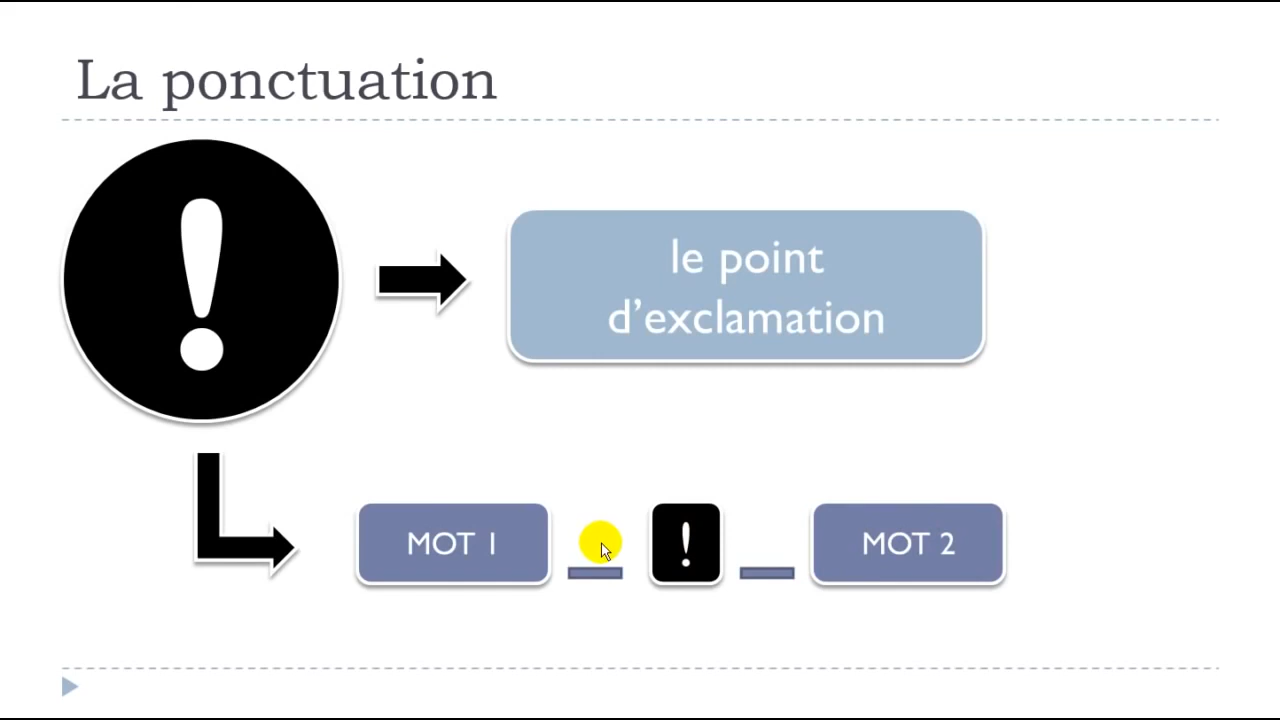 La ponctuation
!
le point
d’exclamation
MOT 1
!
MOT 2